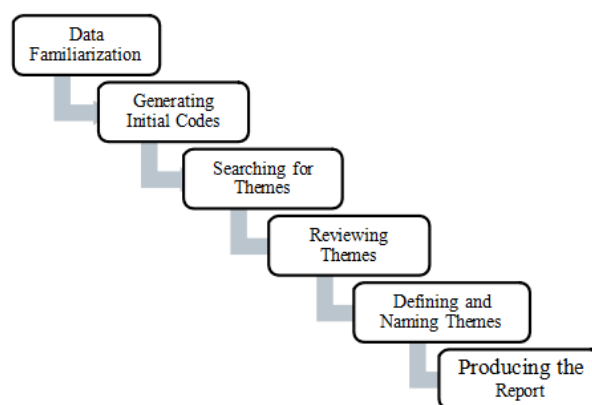 Data
Familiarization
Generating
Initial Codes
Searching for
Themes
Reviewing
Themes
Defining and
Naming Themes
Producing the
Report